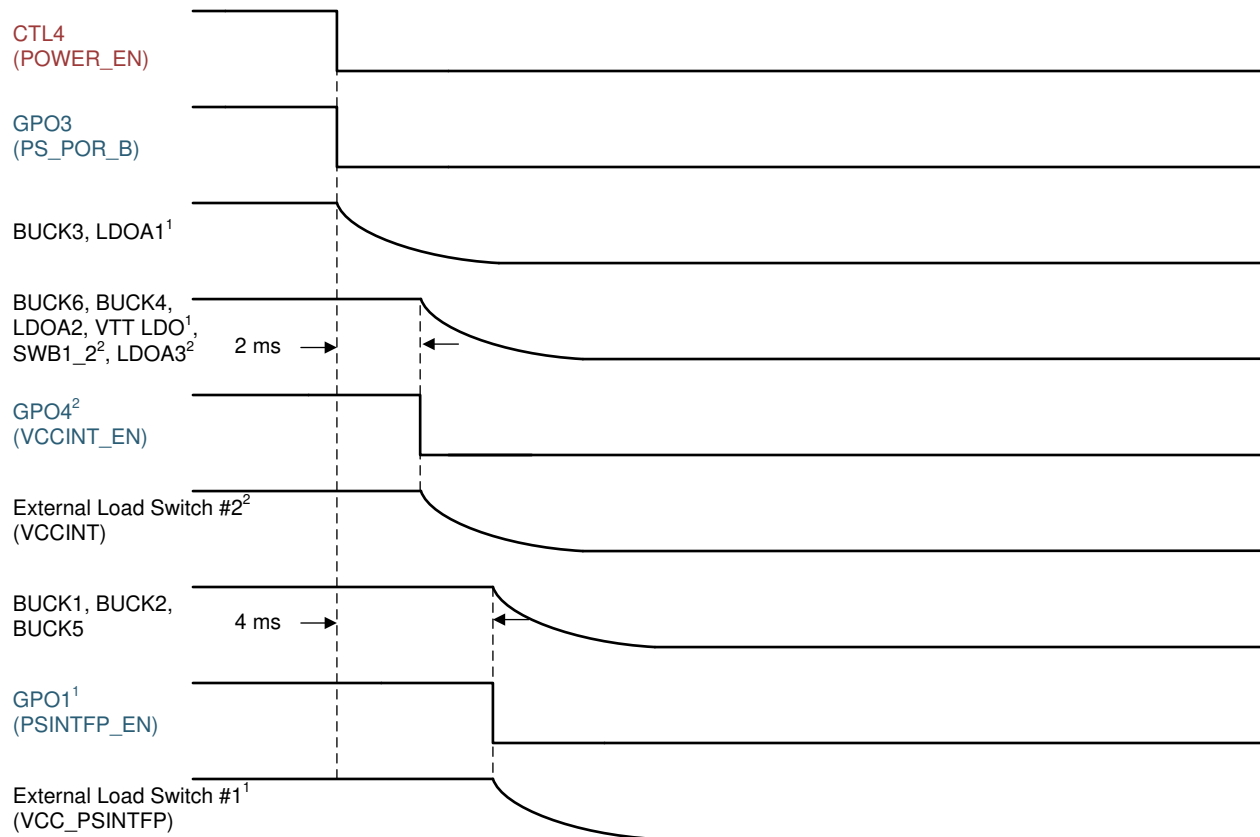 CTL4
(POWER_EN)
GPO3
(PS_POR_B)
BUCK3, LDOA1¹
BUCK6, BUCK4,
LDOA2, VTT LDO¹,
SWB1_2², LDOA3²
2 ms
GPO4²
(VCCINT_EN)
External Load Switch #2²
(VCCINT)
BUCK1, BUCK2,
BUCK5
4 ms
GPO1¹
(PSINTFP_EN)
External Load Switch #1¹
(VCC_PSINTFP)